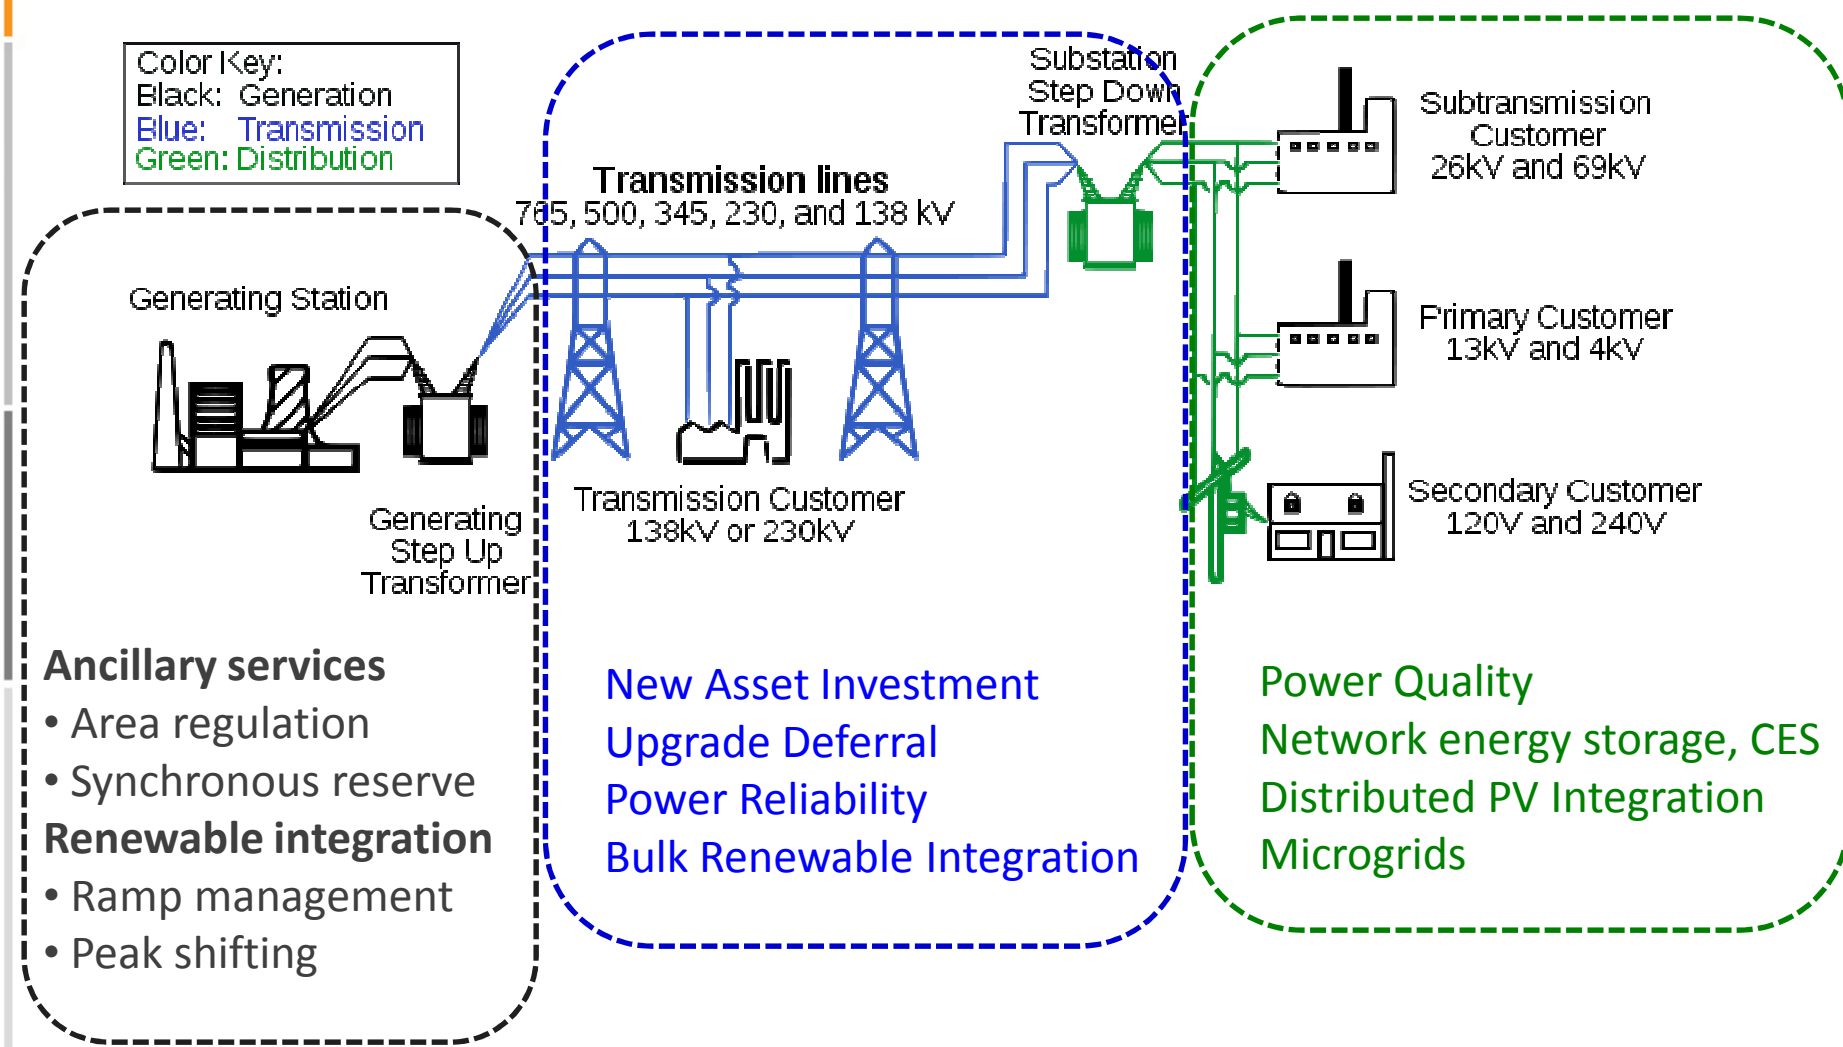 Color Key:
Black: Generation
Blue: Transmission
Green: Distribution
Generating Station
Generating
Step Up
Transformer
Ancillary services
• Area regulation
• Synchronous reserve
Renewable integration
• Ramp management
• Peak shifting
Transmission lines
765, 500, 345, 230, and 138 kV
Transmission Customer
138kV or 230kV
Substation
Step Down
Transformer
New Asset Investment
Upgrade Deferral
Power Reliability
Bulk Renewable Integration
Subtransmission
Customer
26kV and 69kV
Primary Customer
13kV and 4kV
Secondary Customer
120V and 240V
Power Quality
Network energy storage, CES
Distributed PV Integration
Microgrids